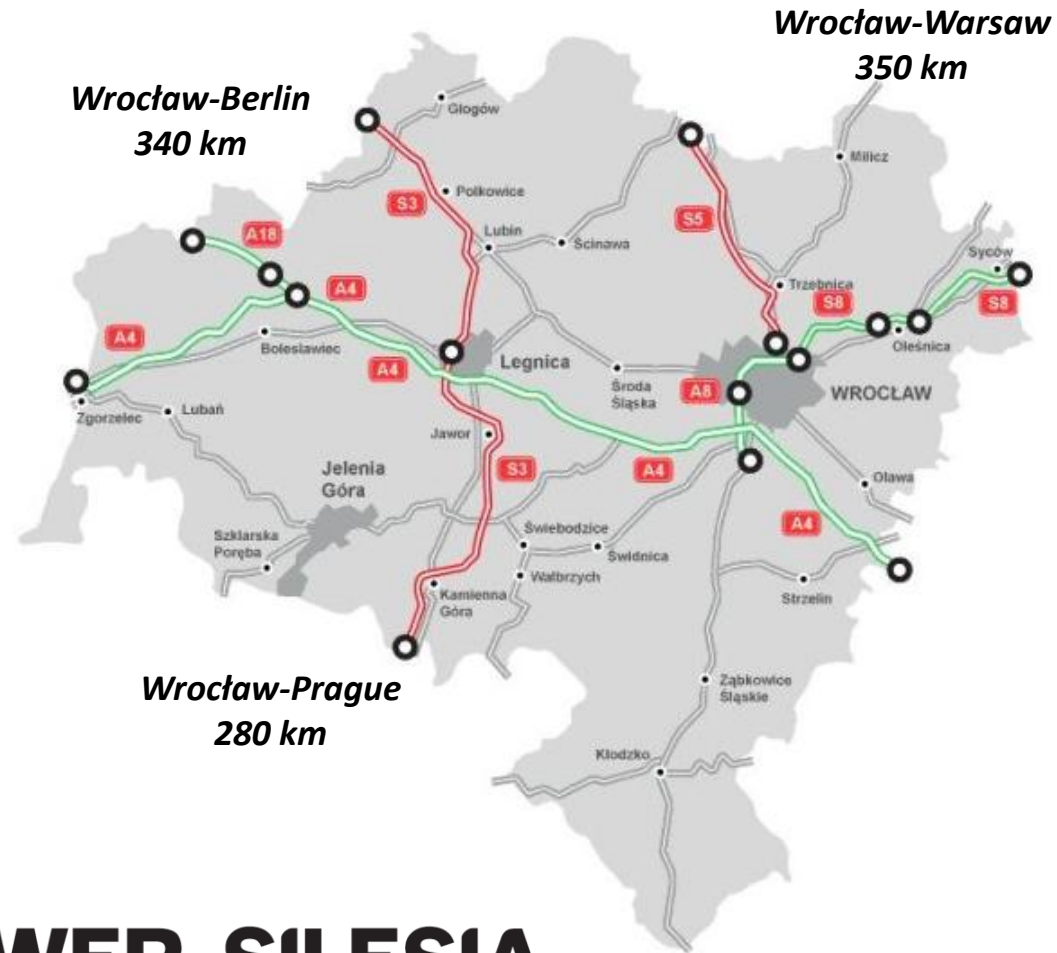 Wrocław-Warsaw
350 km
Wrocław-Berlin
340 km
Głogów
Milicz
Polkowice
S3
S5
A18
Lubin
Ścinawa
Syców
Trzebnica
A4
S8
S8
Oleśnica
A4
Bolesławiec
A4
Legnica
Środa
Śląska
A8
WROCŁAW
Zgorzelec
Lubań
Jawor
Jelenia
Góra
S3
A4
Oława
A4
Szklarska
Poręba
Świebodzice
Świdnica
Wałbrzych
Strzelin
Kamienna
Góra
Wrocław-Prague
280 km
Ząbkowice
Śląskie
Kłodzko
WER SILESIA